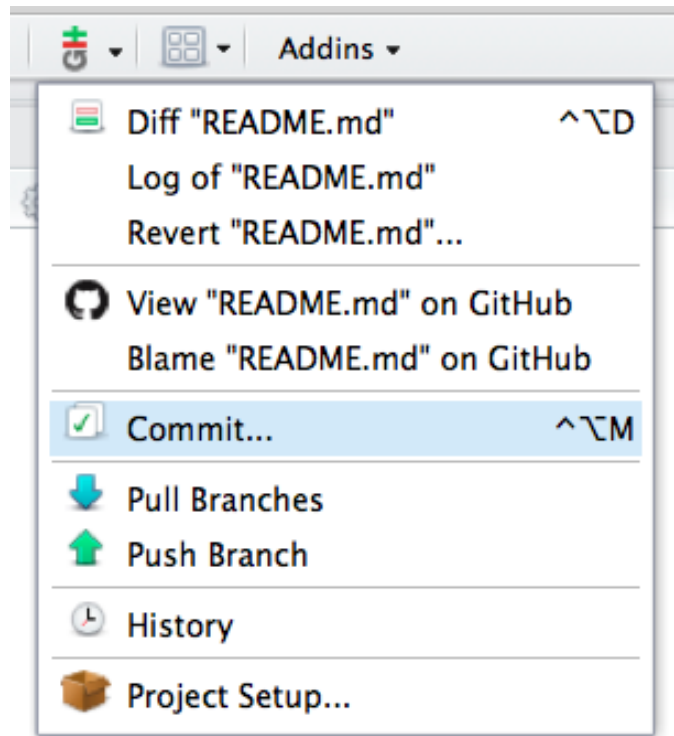 Addins
Diff "README.md" ^⌥D
Log of "README.md"
Revert "README.md"...
View "README.md" on GitHub
Blame "README.md" on GitHub
Commit... ^⌥M
Pull Branches
Push Branch
History
Project Setup...